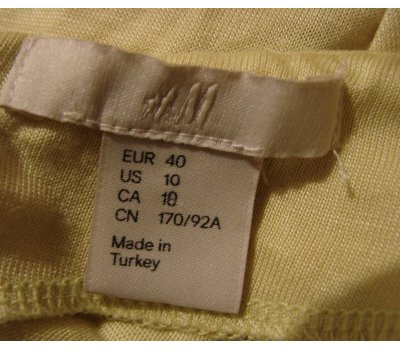 H&M
EUR 40
US 10
CA 10
CN 170/92A
Made in
Turkey